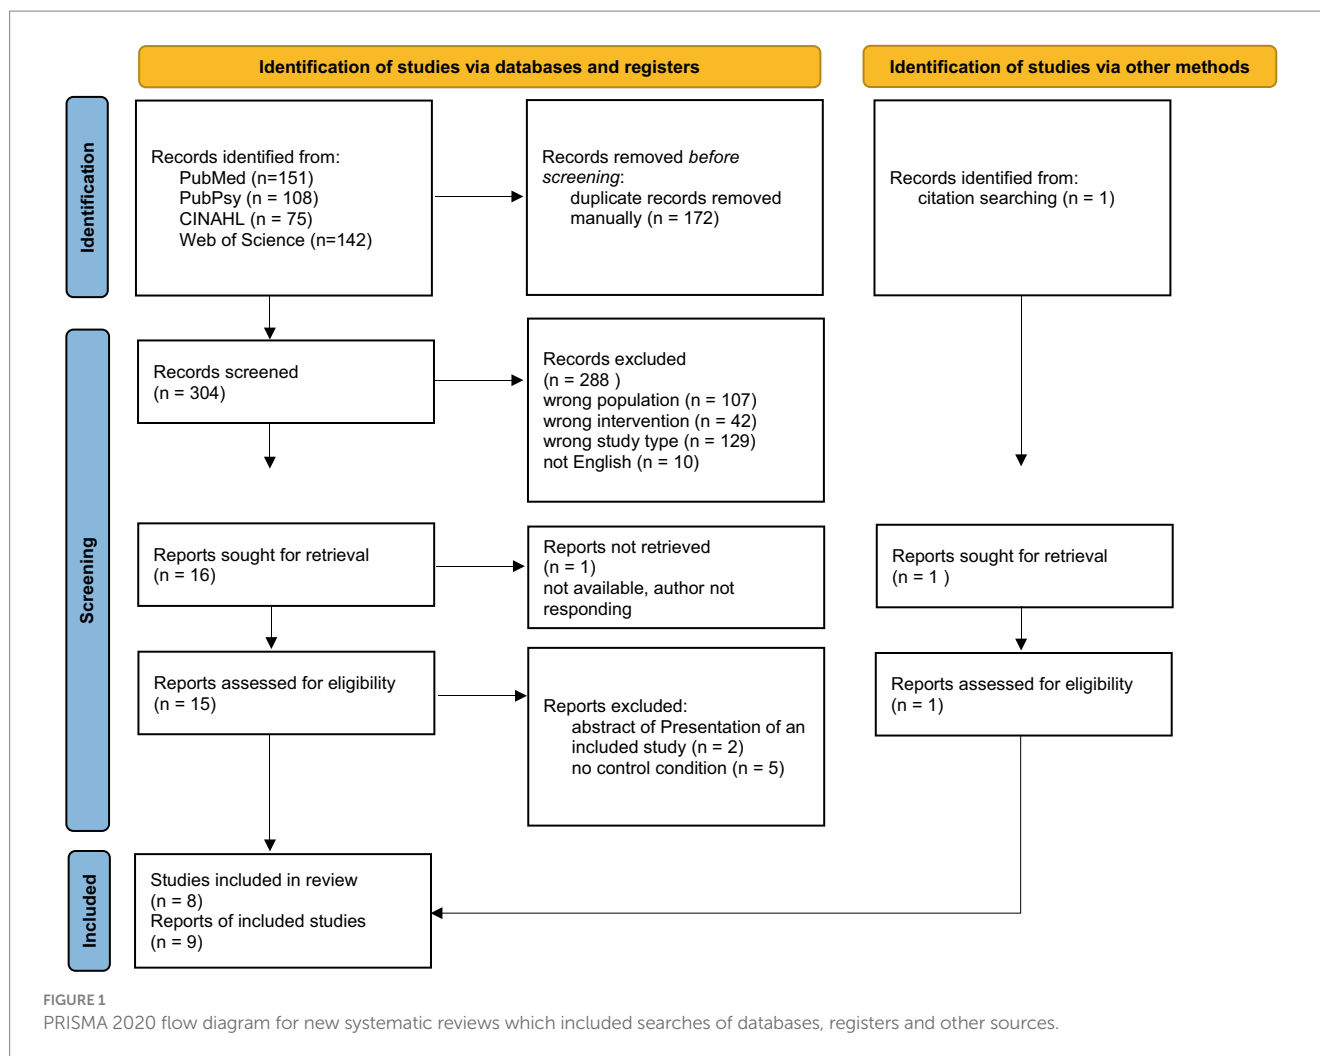 Identification of studies via databases and registers
Identification of studies via other methods
Identification
Records identified from:
PubMed (n=151)
PubPsy (n = 108)
CINAHL (n = 75)
Web of Science (n=142)
Records removed before
screening:
duplicate records removed
manually (n = 172)
Records identified from:
citation searching (n = 1)
Screening
Records screened
(n = 304)
Records excluded
(n = 288 )
wrong population (n = 107)
wrong intervention (n = 42)
wrong study type (n = 129)
not English (n = 10)
Reports sought for retrieval
(n = 16)
Reports not retrieved
(n = 1)
not available, author not
responding
Reports sought for retrieval
(n = 1 )
Reports assessed for eligibility
(n = 15)
Reports excluded:
abstract of Presentation of an
included study (n = 2)
no control condition (n = 5)
Reports assessed for eligibility
(n = 1)
Included
Studies included in review
(n = 8)
Reports of included studies
(n = 9)
FIGURE 1
PRISMA 2020 flow diagram for new systematic reviews which included searches of databases, registers and other sources.